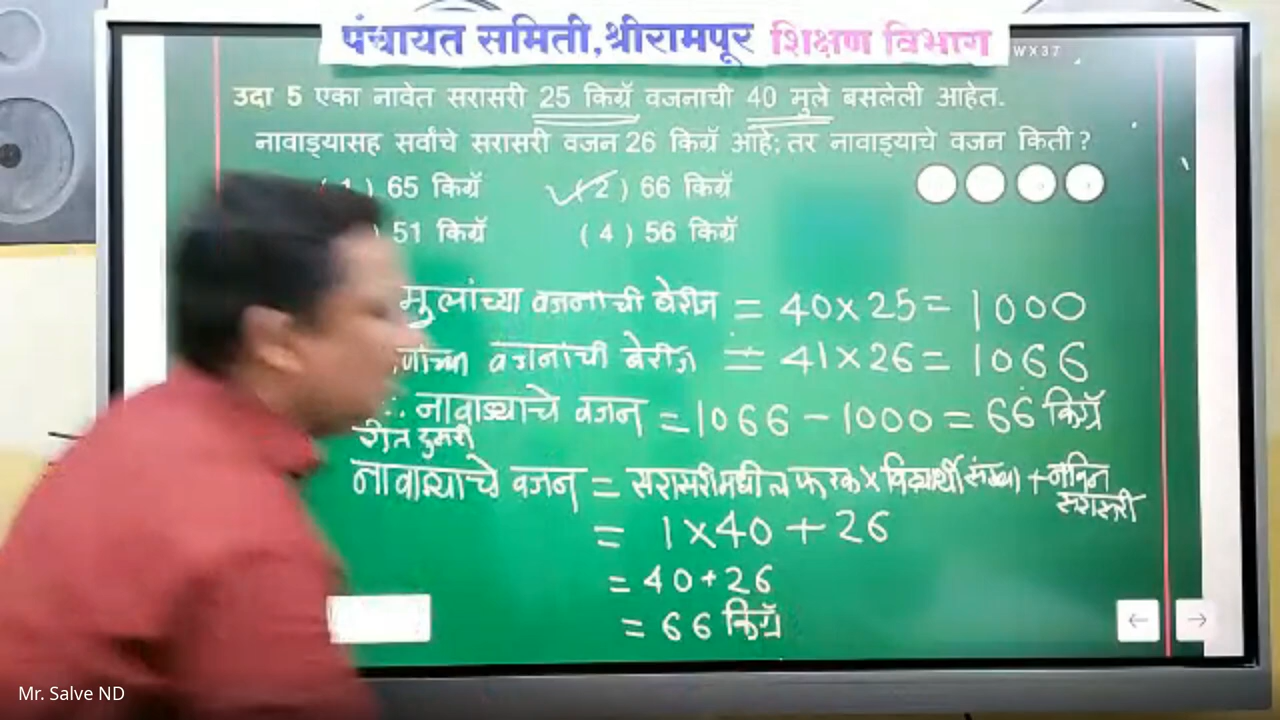 पंचायत समिती,श्रीरामपूर शिक्षण विभाग
WX37
उदा 5 एका नावेत सरासरी 25 किग्रॅ वजनाची 40 मुले बसलेली आहेत.
नावाड्यासह सर्वांचे सरासरी वजन 26 किग्रॅ आहे; तर नावाड्याचे वजन किती ?
( 1 ) 65 किग्रॅ ( 2 ) 66 किग्रॅ
) 51 किग्रॅ ( 4 ) 56 किग्रॅ
मुलांच्या वजनाची बेरीज = 40 x 25 = 1000
वजनांची बेरीज = 41 x 26 = 1066
∴ नावाड्याचे वजन = 1066 - 1000 = 66 किग्रॅ
रीत दुसरी
नावाड्याचे वजन = सरासरीमधील फरक x विद्यार्थी संख्या + नविन सरासरी
= 1 x 40 + 26
= 40 + 26
= 66 किग्रॅ
Mr. Salve ND